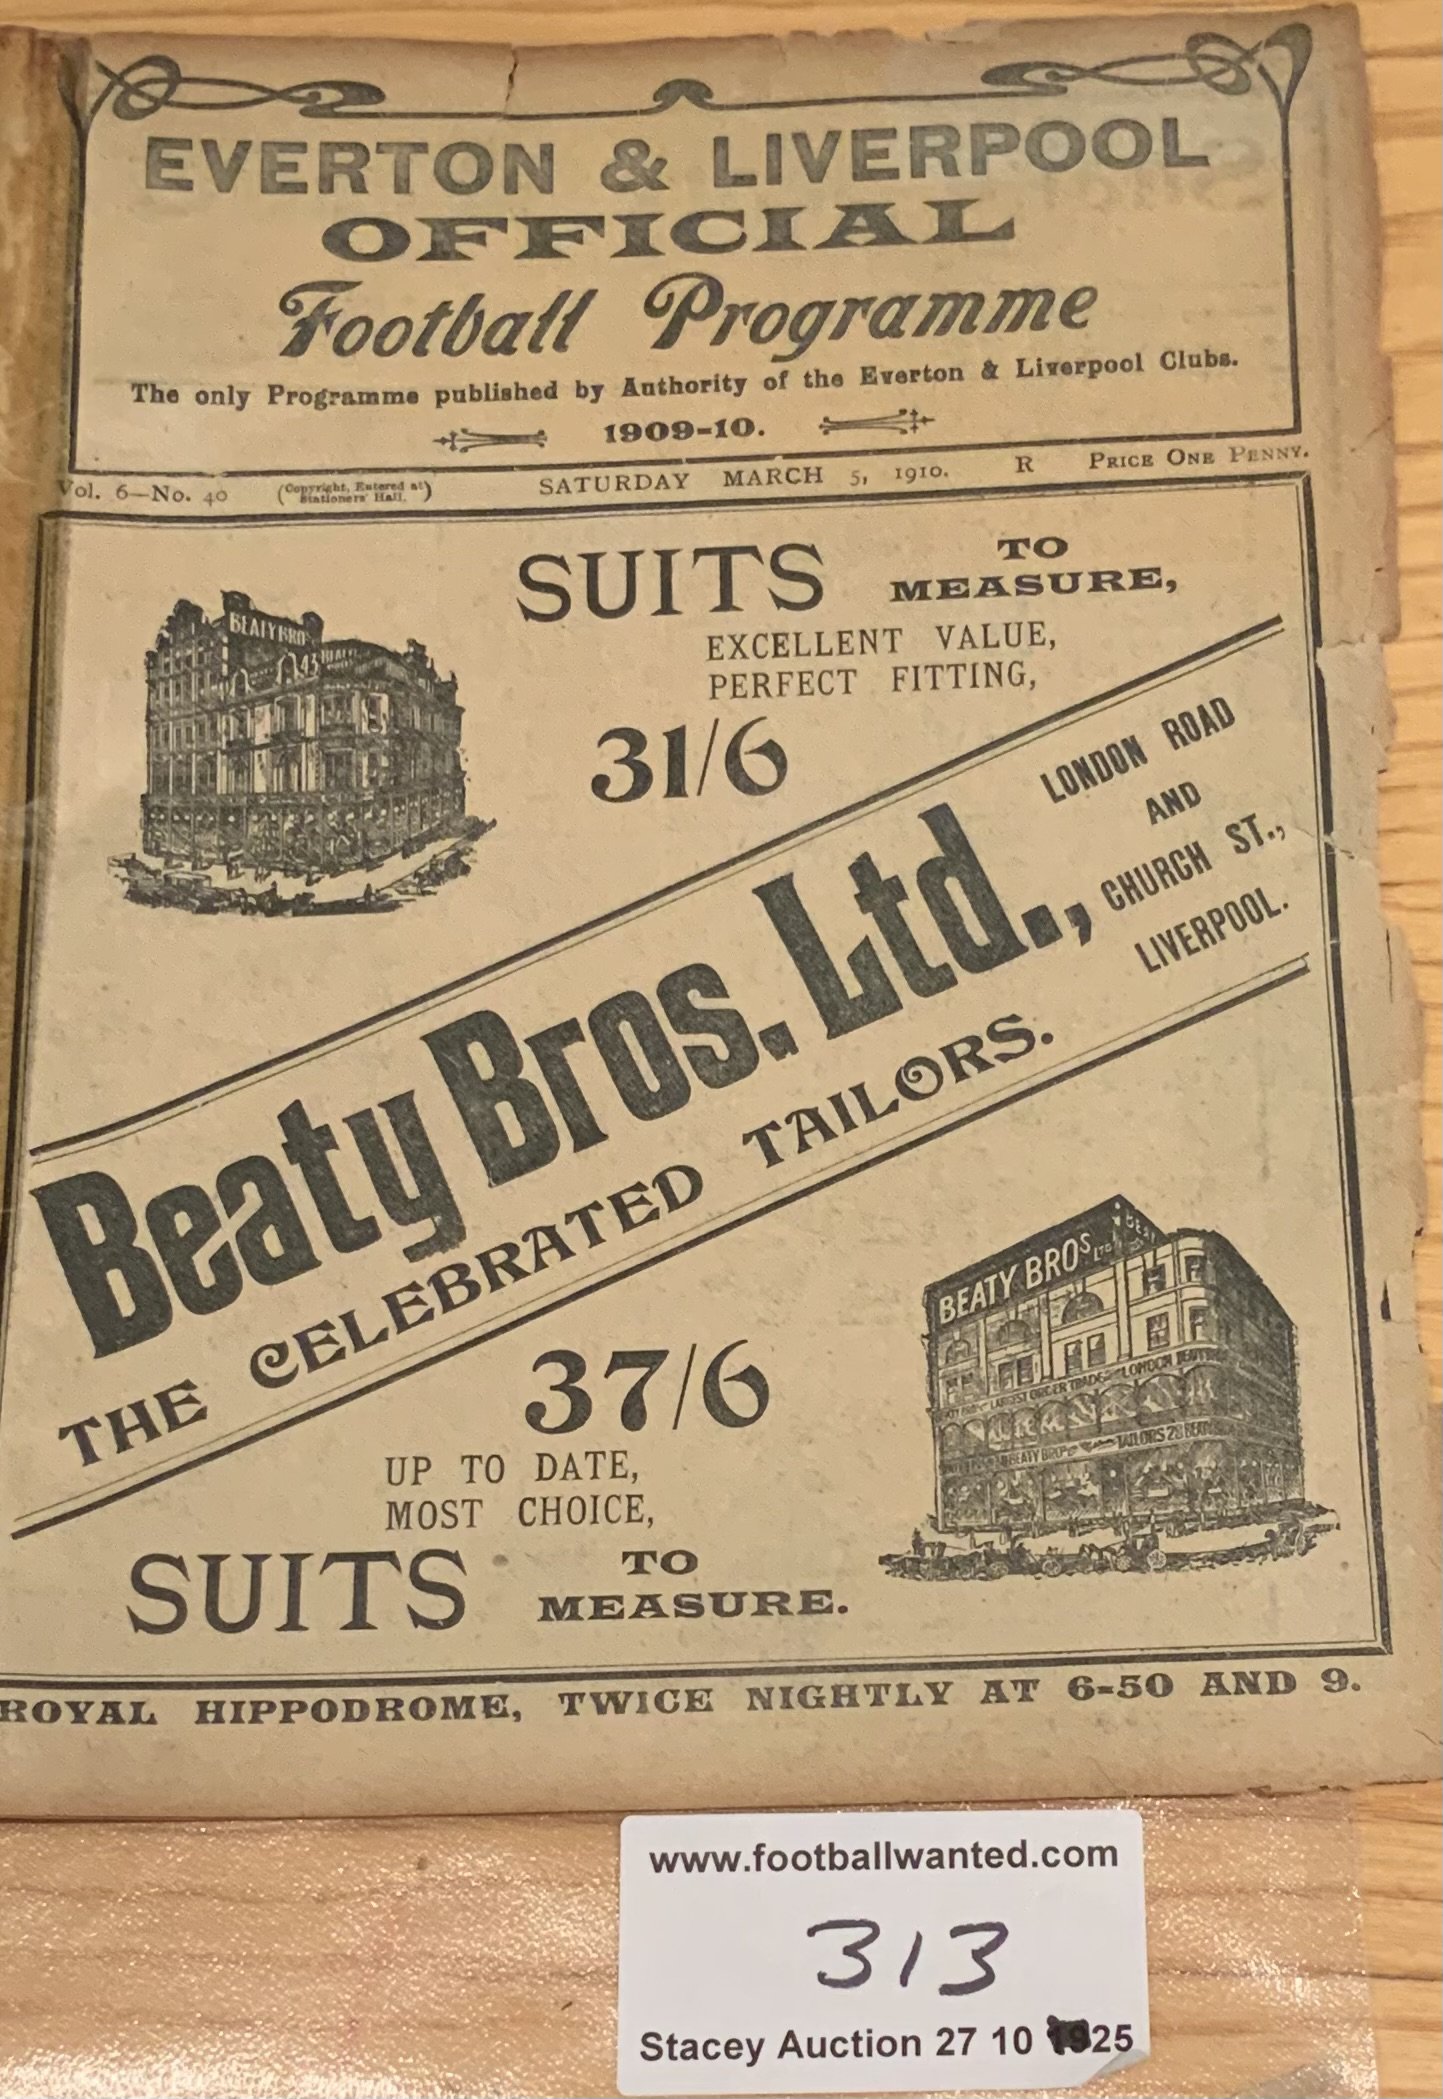 EVERTON & LIVERPOOL
OFFICIAL
Football Programme
The only Programme published by Authority of the Everton & Liverpool Clubs.
1909-10.
Vol. 6—No. 40 (Copyright, Entered at Stationers' Hall.) SATURDAY MARCH 5, 1910. R PRICE ONE PENNY.
SUITS TO MEASURE,
EXCELLENT VALUE,
PERFECT FITTING,
31/6
BEATY BROS
LONDON ROAD
AND
CHURCH ST.,
LIVERPOOL.
Beaty Bros. Ltd.,
THE CELEBRATED TAILORS.
37/6
UP TO DATE,
MOST CHOICE,
SUITS TO MEASURE.
BEATY BROS LTD
ROYAL HIPPODROME, TWICE NIGHTLY AT 6-50 AND 9.
www.footballwanted.com
313
Stacey Auction 27 10 25